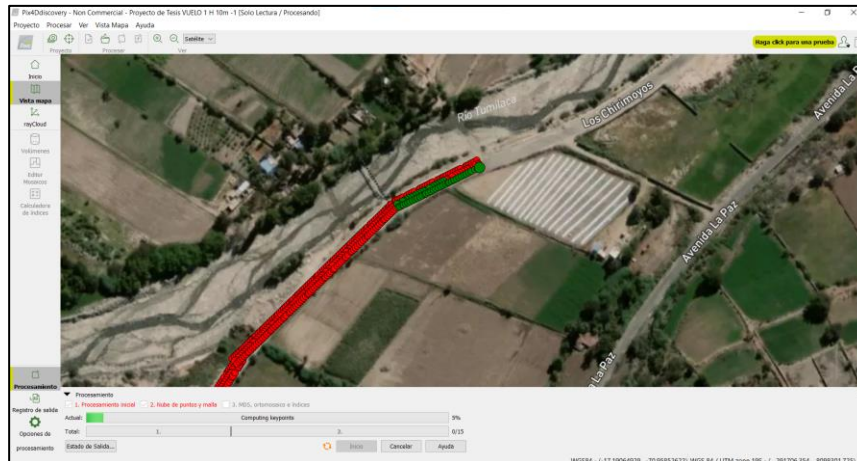 Pix4Ddiscovery - Non Commercial - Proyecto de Tesis VUELO 1 H 10m -1 [Solo Lectura / Procesando]
Proyecto Procesar Ver Vista Mapa Ayuda
Satélite
Proyecto Procesar Ver
Haga click para una prueba
Inicio
Vista mapa
rayCloud
Volúmenes
Editor Mosaicos
Calculadora de índices
Río Tumilaca
Los Chirimoyos
Avenida La Paz
Avenida La Paz
La Paz
Procesamiento
Registro de salida
Opciones de procesamiento
Procesamiento
1. Procesamiento inicial 2. Nube de puntos y malla 3. MDS, ortomosaico e índices
Actual: Computing keypoints 5%
Total: 1. 3. 0/15
Estado de Salida... Inicio Cancelar Ayuda